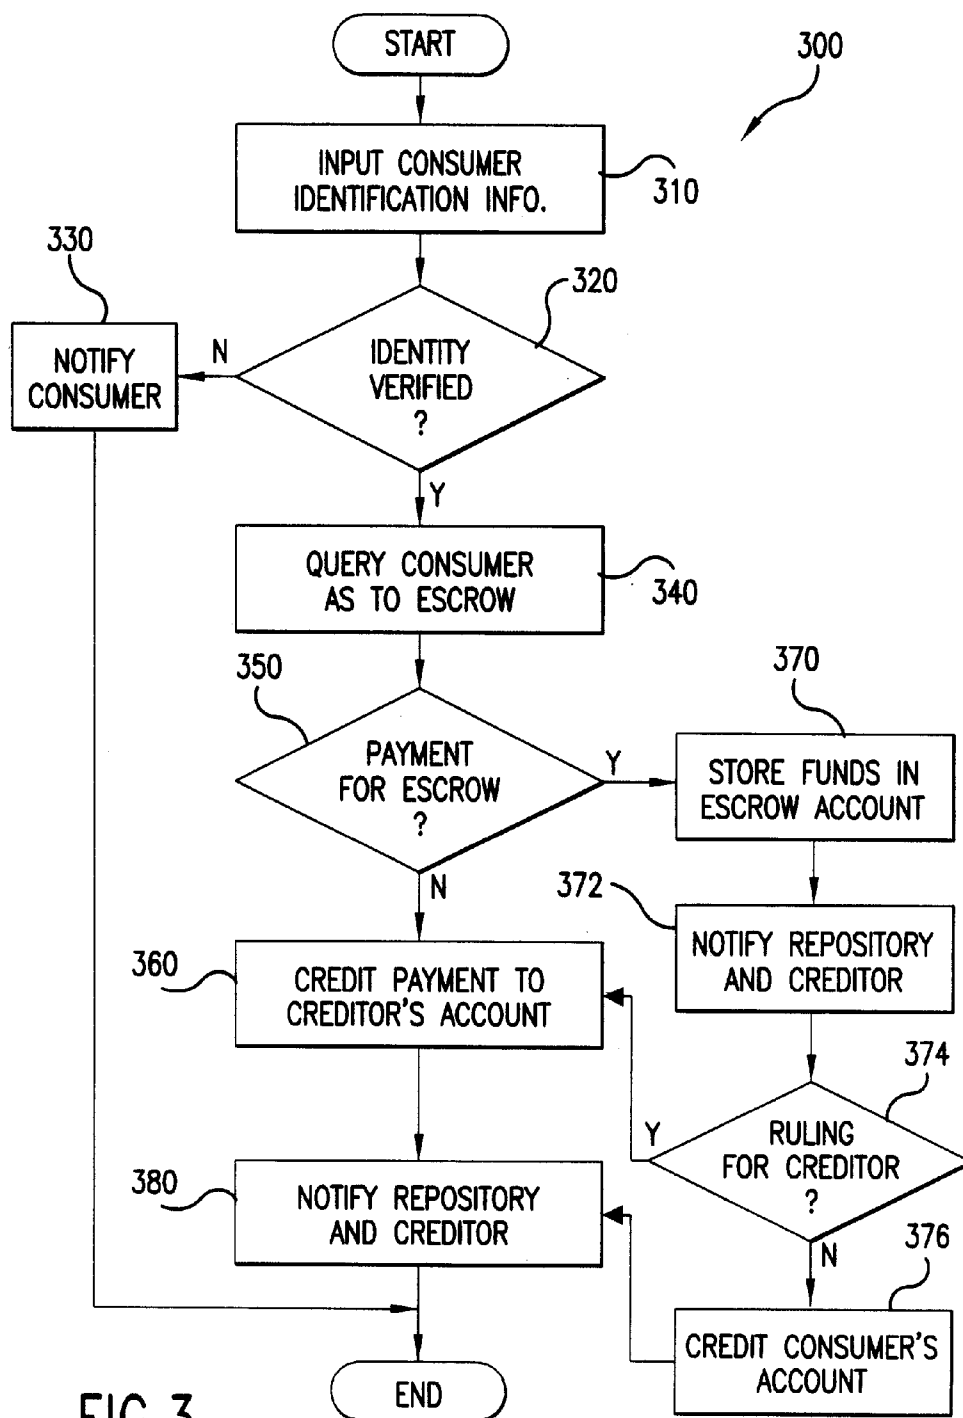 START
300
INPUT CONSUMER
IDENTIFICATION INFO.
310
330
320
NOTIFY
CONSUMER
N
IDENTITY
VERIFIED
?
Y
QUERY CONSUMER
AS TO ESCROW
340
350
370
PAYMENT
FOR ESCROW
?
Y
STORE FUNDS IN
ESCROW ACCOUNT
N
372
NOTIFY REPOSITORY
AND CREDITOR
360
CREDIT PAYMENT TO
CREDITOR'S ACCOUNT
374
Y
RULING
FOR CREDITOR
?
380
NOTIFY REPOSITORY
AND CREDITOR
N
376
CREDIT CONSUMER'S
ACCOUNT
END
FIG.3